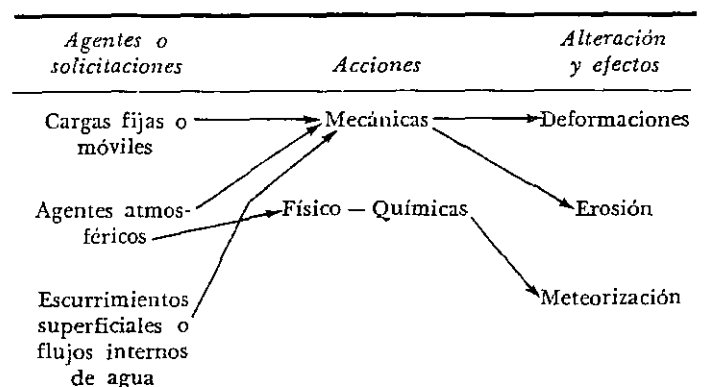 Agentes o
solicitaciones
Acciones
Alteración
y efectos
Cargas fijas o
móviles
Mecánicas
Deformaciones
Agentes atmos-
féricos
Físico — Químicas
Erosión
Escurrimientos
superficiales o
flujos internos
de agua
Meteorización